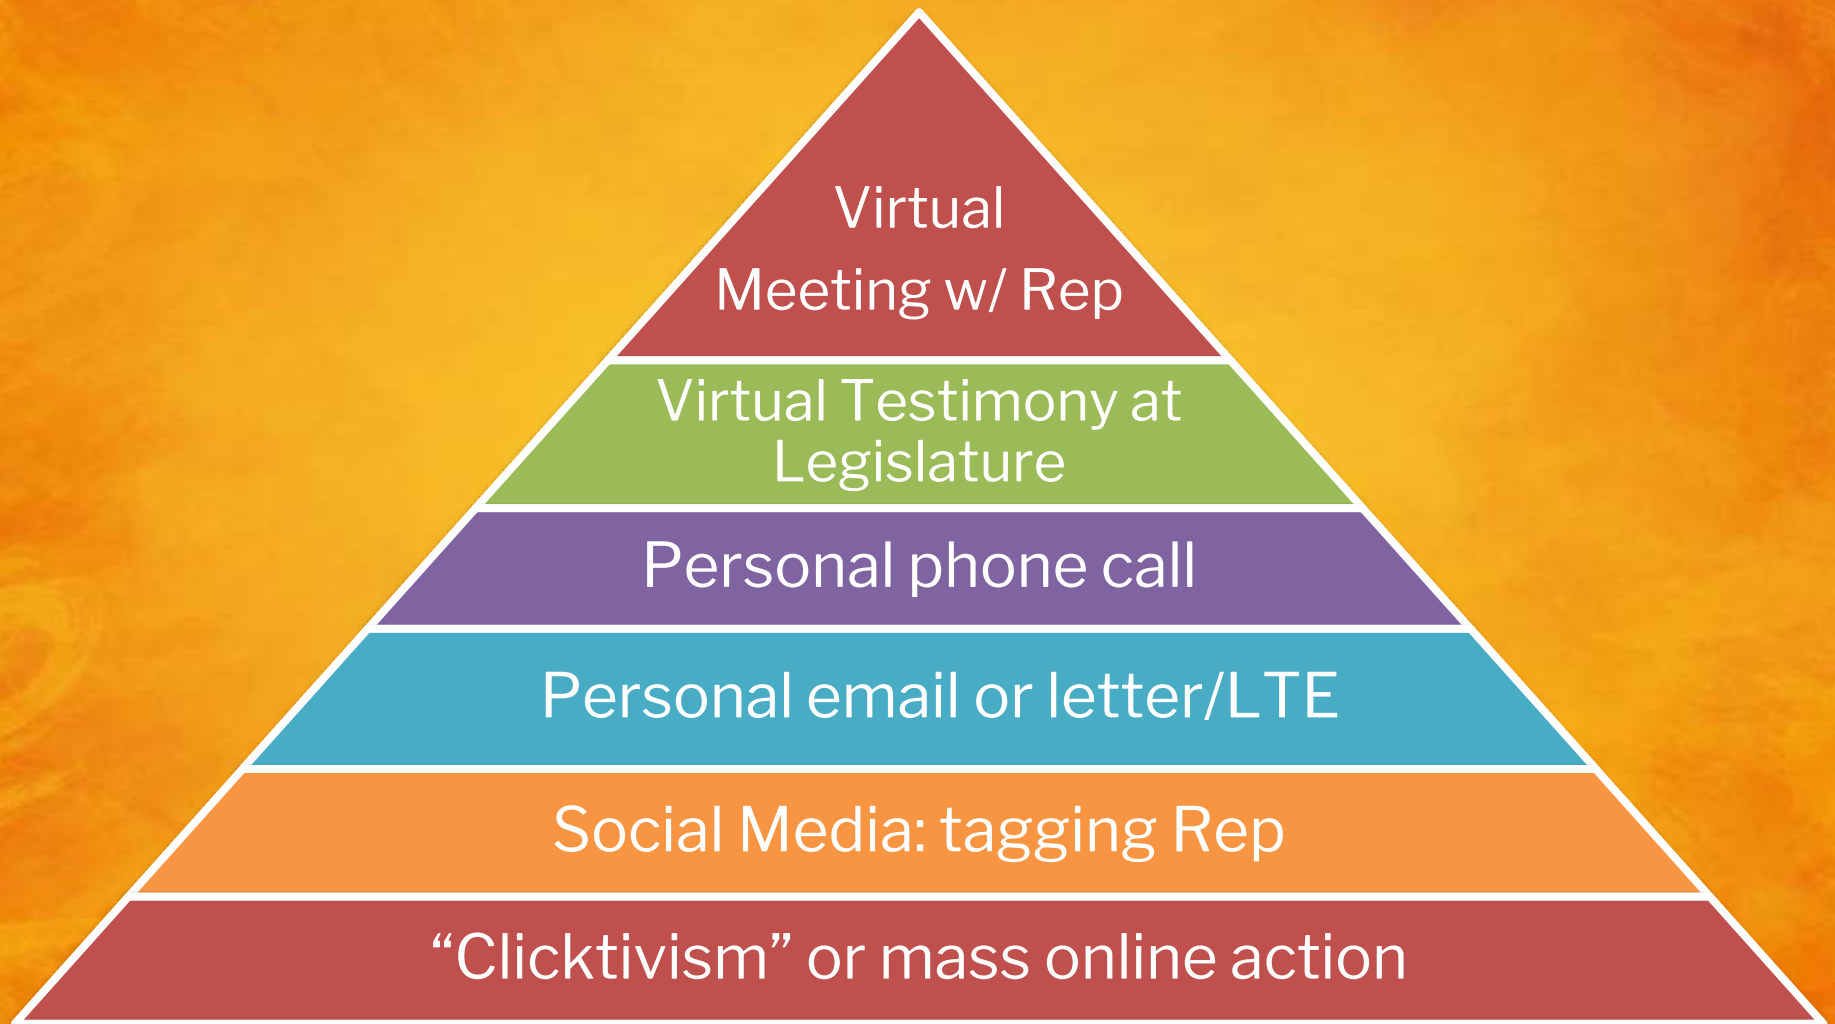 Virtual
Meeting w/ Rep
Virtual Testimony at
Legislature
Personal phone call
Personal email or letter/LTE
Social Media: tagging Rep
“Clicktivism” or mass online action